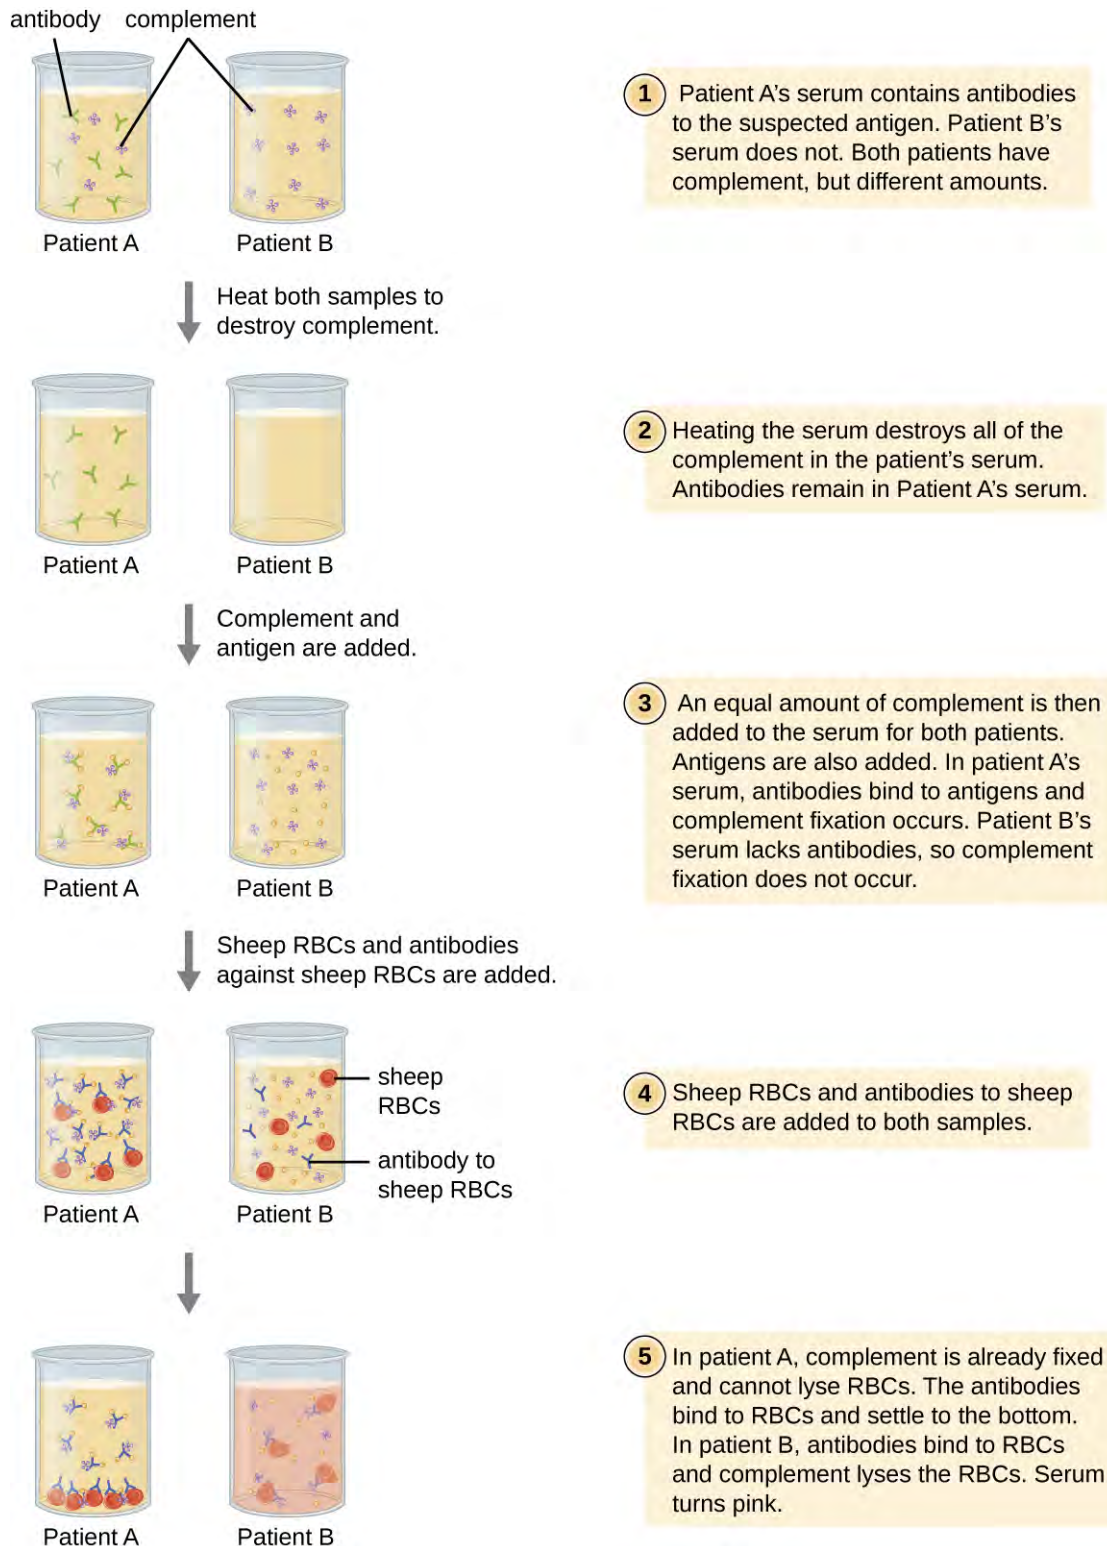 antibody complement
Patient A
Patient B
1 Patient A's serum contains antibodies
to the suspected antigen. Patient B's
serum does not. Both patients have
complement, but different amounts.
Heat both samples to
destroy complement.
Patient A
Patient B
2 Heating the serum destroys all of the
complement in the patient's serum.
Antibodies remain in Patient A's serum.
Complement and
antigen are added.
Patient A
Patient B
3 An equal amount of complement is then
added to the serum for both patients.
Antigens are also added. In patient A's
serum, antibodies bind to antigens and
complement fixation occurs. Patient B's
serum lacks antibodies, so complement
fixation does not occur.
Sheep RBCs and antibodies
against sheep RBCs are added.
sheep
RBCs
antibody to
sheep RBCs
Patient A
Patient B
4 Sheep RBCs and antibodies to sheep
RBCs are added to both samples.
Patient A
Patient B
5 In patient A, complement is already fixed
and cannot lyse RBCs. The antibodies
bind to RBCs and settle to the bottom.
In patient B, antibodies bind to RBCs
and complement lyses the RBCs. Serum
turns pink.